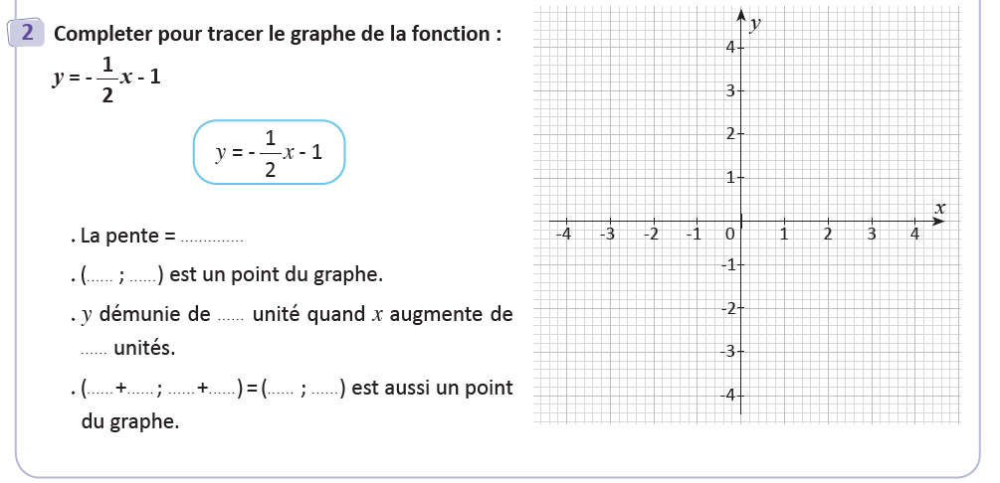 2 Completer pour tracer le graphe de la fonction :
y = - 1/2 x - 1
y = - 1/2 x - 1
. La pente = ..............
. (...... ; ......) est un point du graphe.
. y démunie de ...... unité quand x augmente de
...... unités.
. (......+...... ; ......+......) = (...... ; ......) est aussi un point
du graphe.
y
4
3
2
1
x
-4 -3 -2 -1 0 1 2 3 4
-1
-2
-3
-4